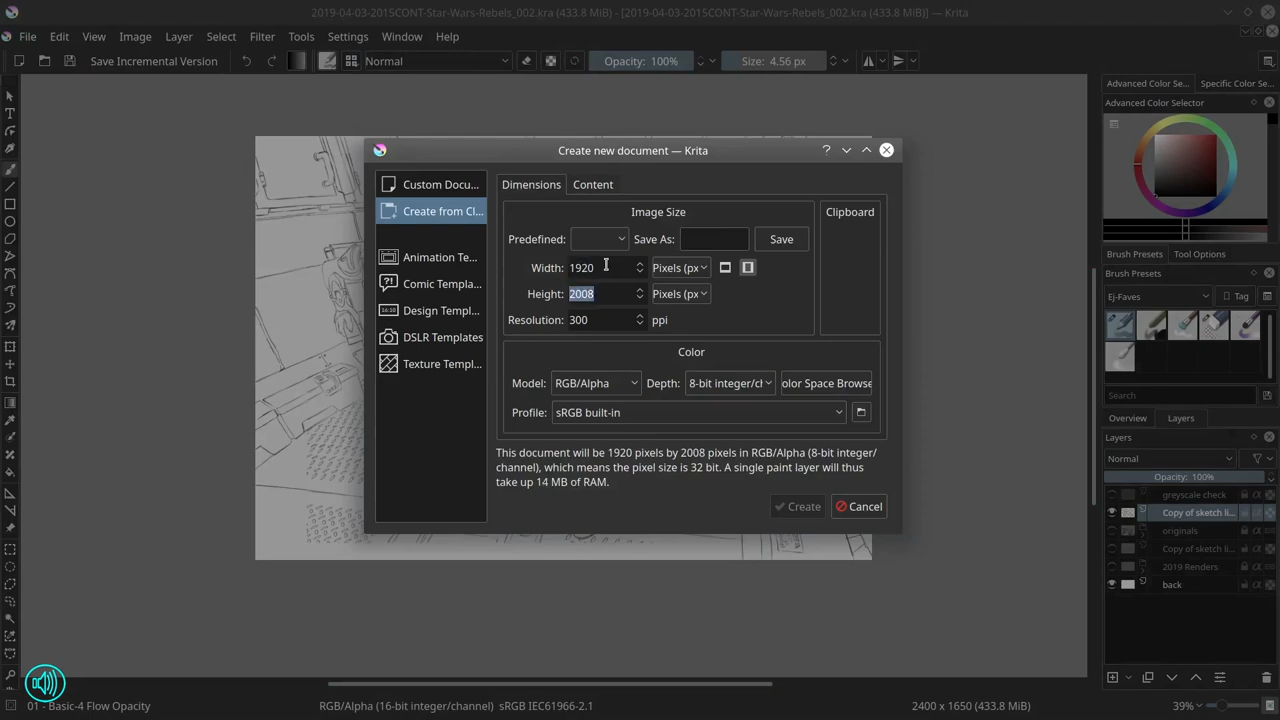 2019-04-03-2015CONT-Star-Wars-Rebels_002.kra (433.8 MiB) - [2019-04-03-2015CONT-Star-Wars-Rebels_002.kra (433.8 MiB)] — Krita
File Edit View Image Layer Select Filter Tools Settings Window Help
Save Incremental Version Normal Opacity: 100% Size: 4.56 px
Advanced Color Se... Specific Color Se...
Advanced Color Selector
Create new document — Krita
Custom Docu...
Create from Cl...
Animation Te...
Comic Templa...
Design Templ...
DSLR Templates
Texture Templ...
Dimensions Content
Image Size
Clipboard
Predefined: Save As: Save
Width: 1920 Pixels (px
Height: 2008 Pixels (px
Resolution: 300 ppi
Color
Model: RGB/Alpha Depth: 8-bit integer/ch olor Space Browse
Profile: sRGB built-in
This document will be 1920 pixels by 2008 pixels in RGB/Alpha (8-bit integer/
channel), which means the pixel size is 32 bit. A single paint layer will thus
take up 14 MB of RAM.
Create Cancel
Brush Presets Tool Options
Brush Presets
Ej-Faves Tag
Search
Overview Layers
Layers
Normal
Opacity: 100%
greyscale check
Copy of sketch li...
originals
Copy of sketch li...
2019 Renders
back
01 - Basic-4 Flow Opacity RGB/Alpha (16-bit integer/channel) sRGB IEC61966-2.1 2400 x 1650 (433.8 MiB) 39%